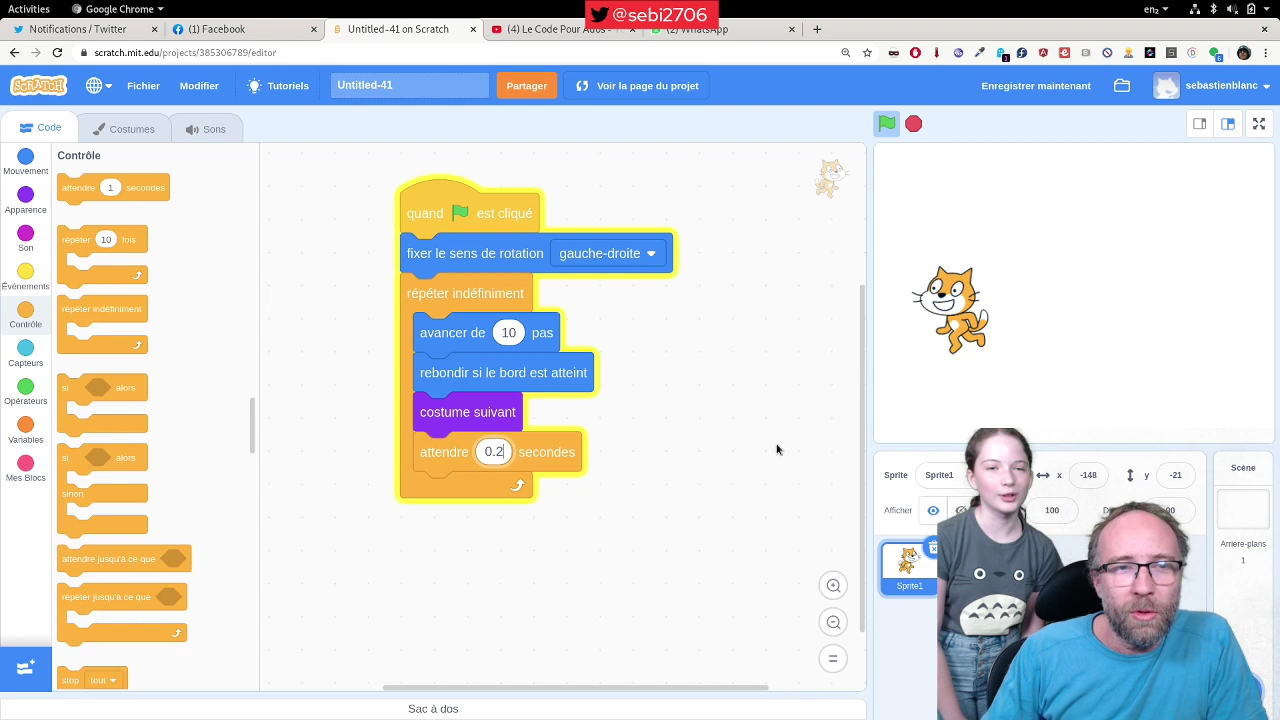 Activities
Google Chrome
@sebi2706
en₂
Notifications / Twitter
(1) Facebook
Untitled-41 on Scratch
(4) Le Code Pour Ados -
(2) WhatsApp
scratch.mit.edu/projects/385306789/editor
SCRATCH
Fichier
Modifier
Tutoriels
Untitled-41
Partager
Voir la page du projet
Enregistrer maintenant
sebastienblanc
Code
Costumes
Sons
Mouvement
Apparence
Son
Événements
Contrôle
Capteurs
Opérateurs
Variables
Mes Blocs
Contrôle
attendre 1 secondes
répéter 10 fois
répéter indéfiniment
si alors
si alors
sinon
attendre jusqu'à ce que
répéter jusqu'à ce que
stop tout
quand est cliqué
fixer le sens de rotation gauche-droite
répéter indéfiniment
avancer de 10 pas
rebondir si le bord est atteint
costume suivant
attendre 0.2 secondes
Sac à dos
Sprite
Sprite1
x
-148
y
-21
Afficher
100
Sprite1
Scène
Arrière-plans
1